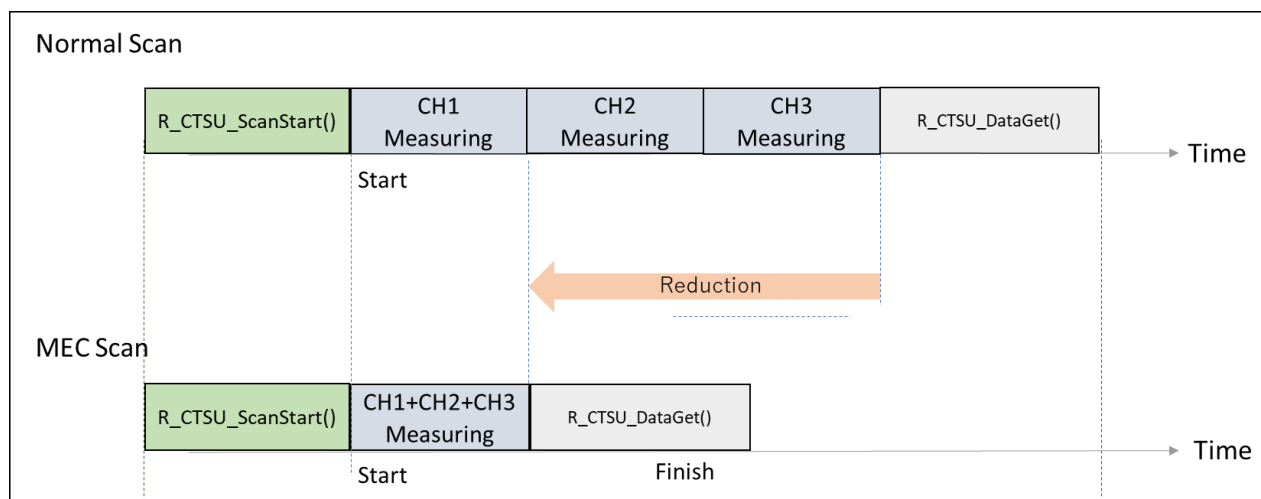 Normal Scan
R_CTSU_ScanStart()
CH1
Measuring
CH2
Measuring
CH3
Measuring
R_CTSU_DataGet()
Time
Start
Reduction
MEC Scan
R_CTSU_ScanStart()
CH1+CH2+CH3
Measuring
R_CTSU_DataGet()
Time
Start
Finish